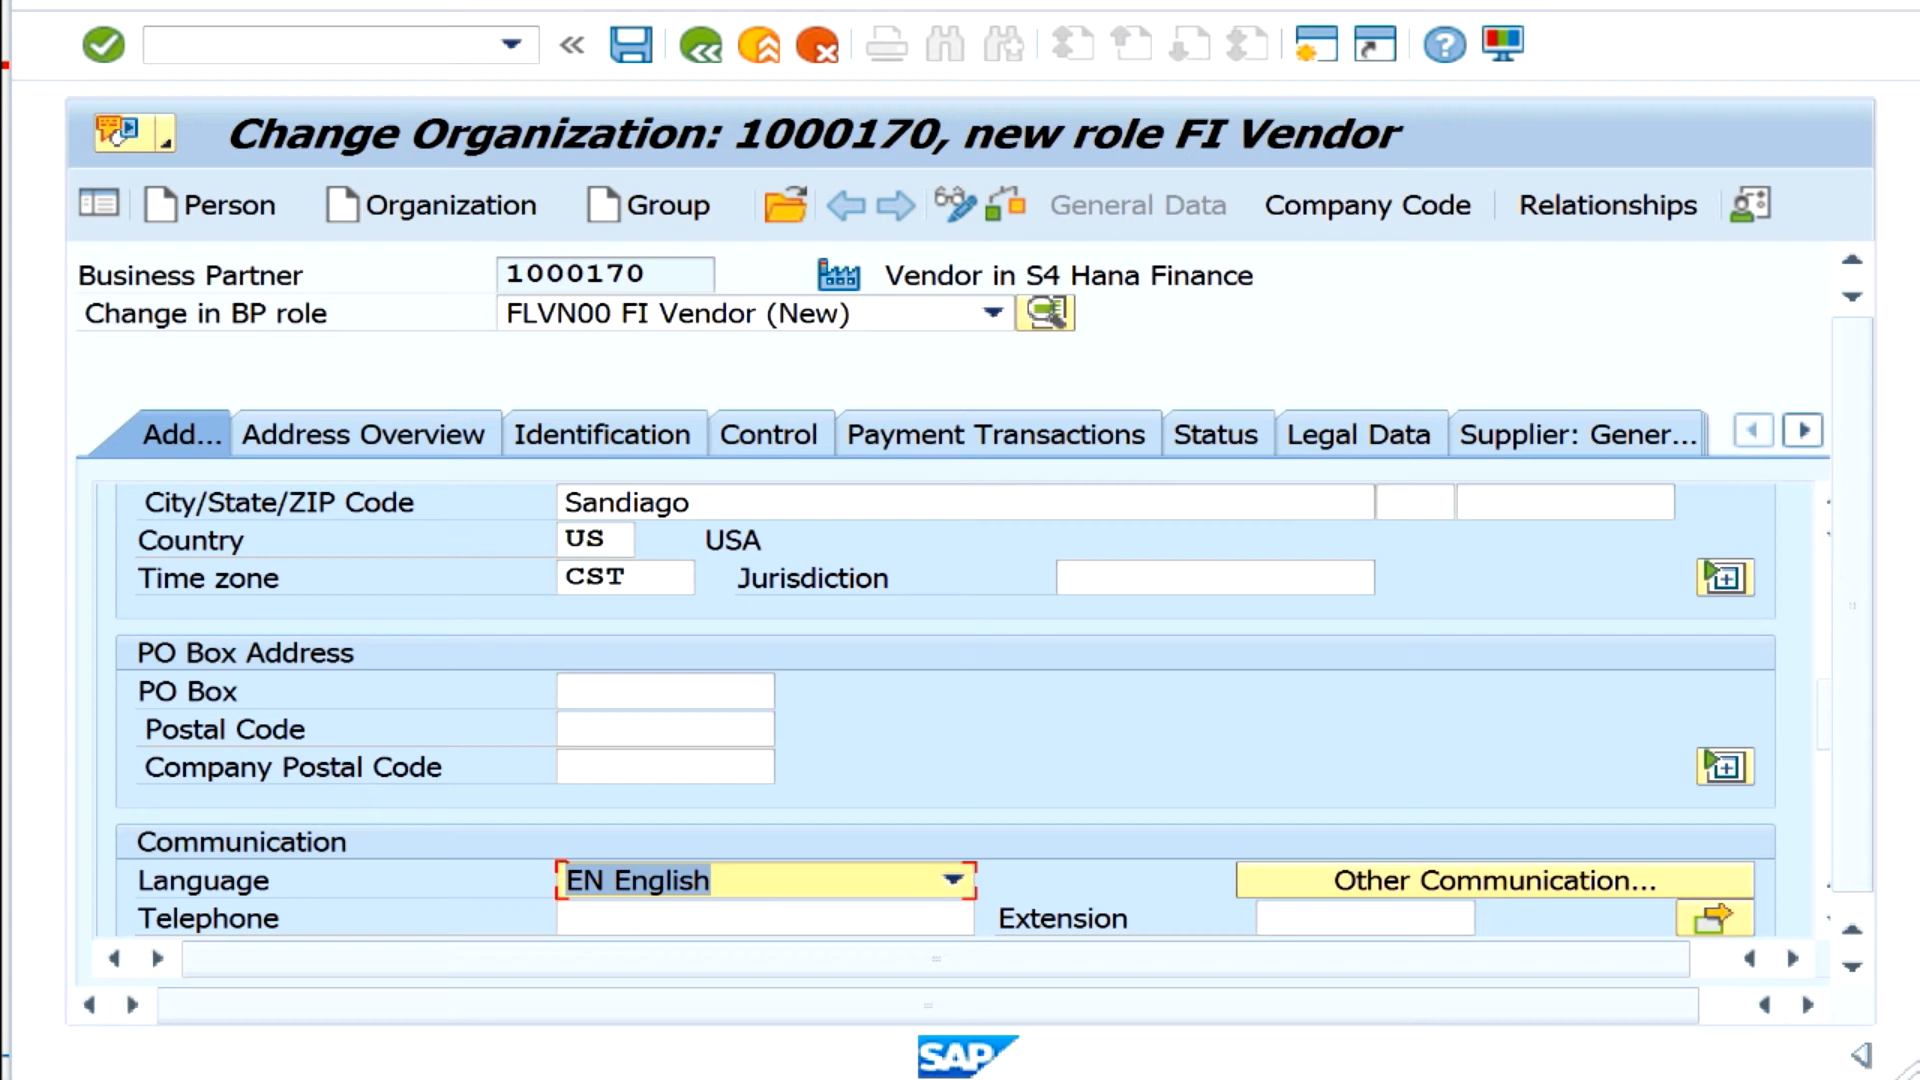 Change Organization: 1000170, new role FI Vendor
Person Organization Group General Data Company Code Relationships
Business Partner 1000170 Vendor in S4 Hana Finance
Change in BP role FLVN00 FI Vendor (New)
Add... Address Overview Identification Control Payment Transactions Status Legal Data Supplier: Gener...
City/State/ZIP Code Sandiago
Country US USA
Time zone CST Jurisdiction
PO Box Address
PO Box
Postal Code
Company Postal Code
Communication
Language EN English Other Communication...
Telephone Extension
SAP